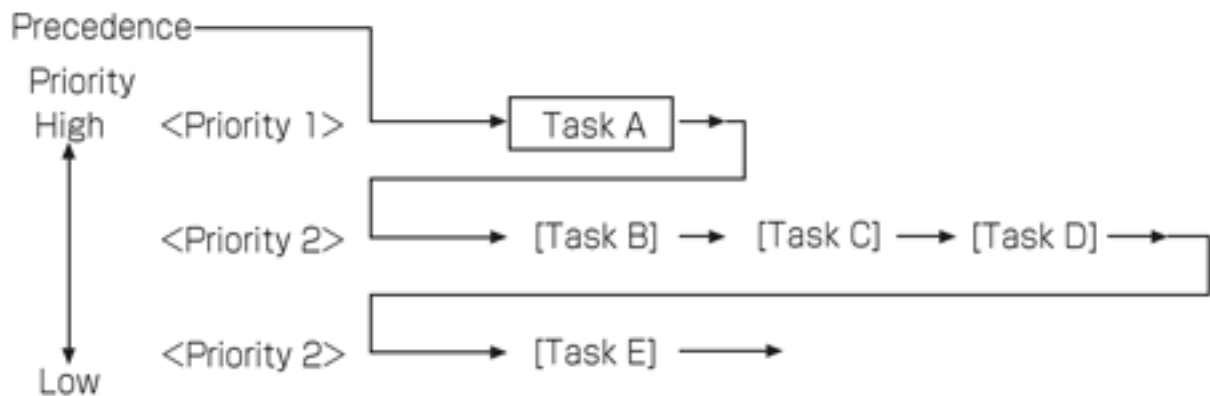 Precedence
Priority
High <Priority 1> Task A
<Priority 2> [Task B] [Task C] [Task D]
<Priority 2> [Task E]
Low